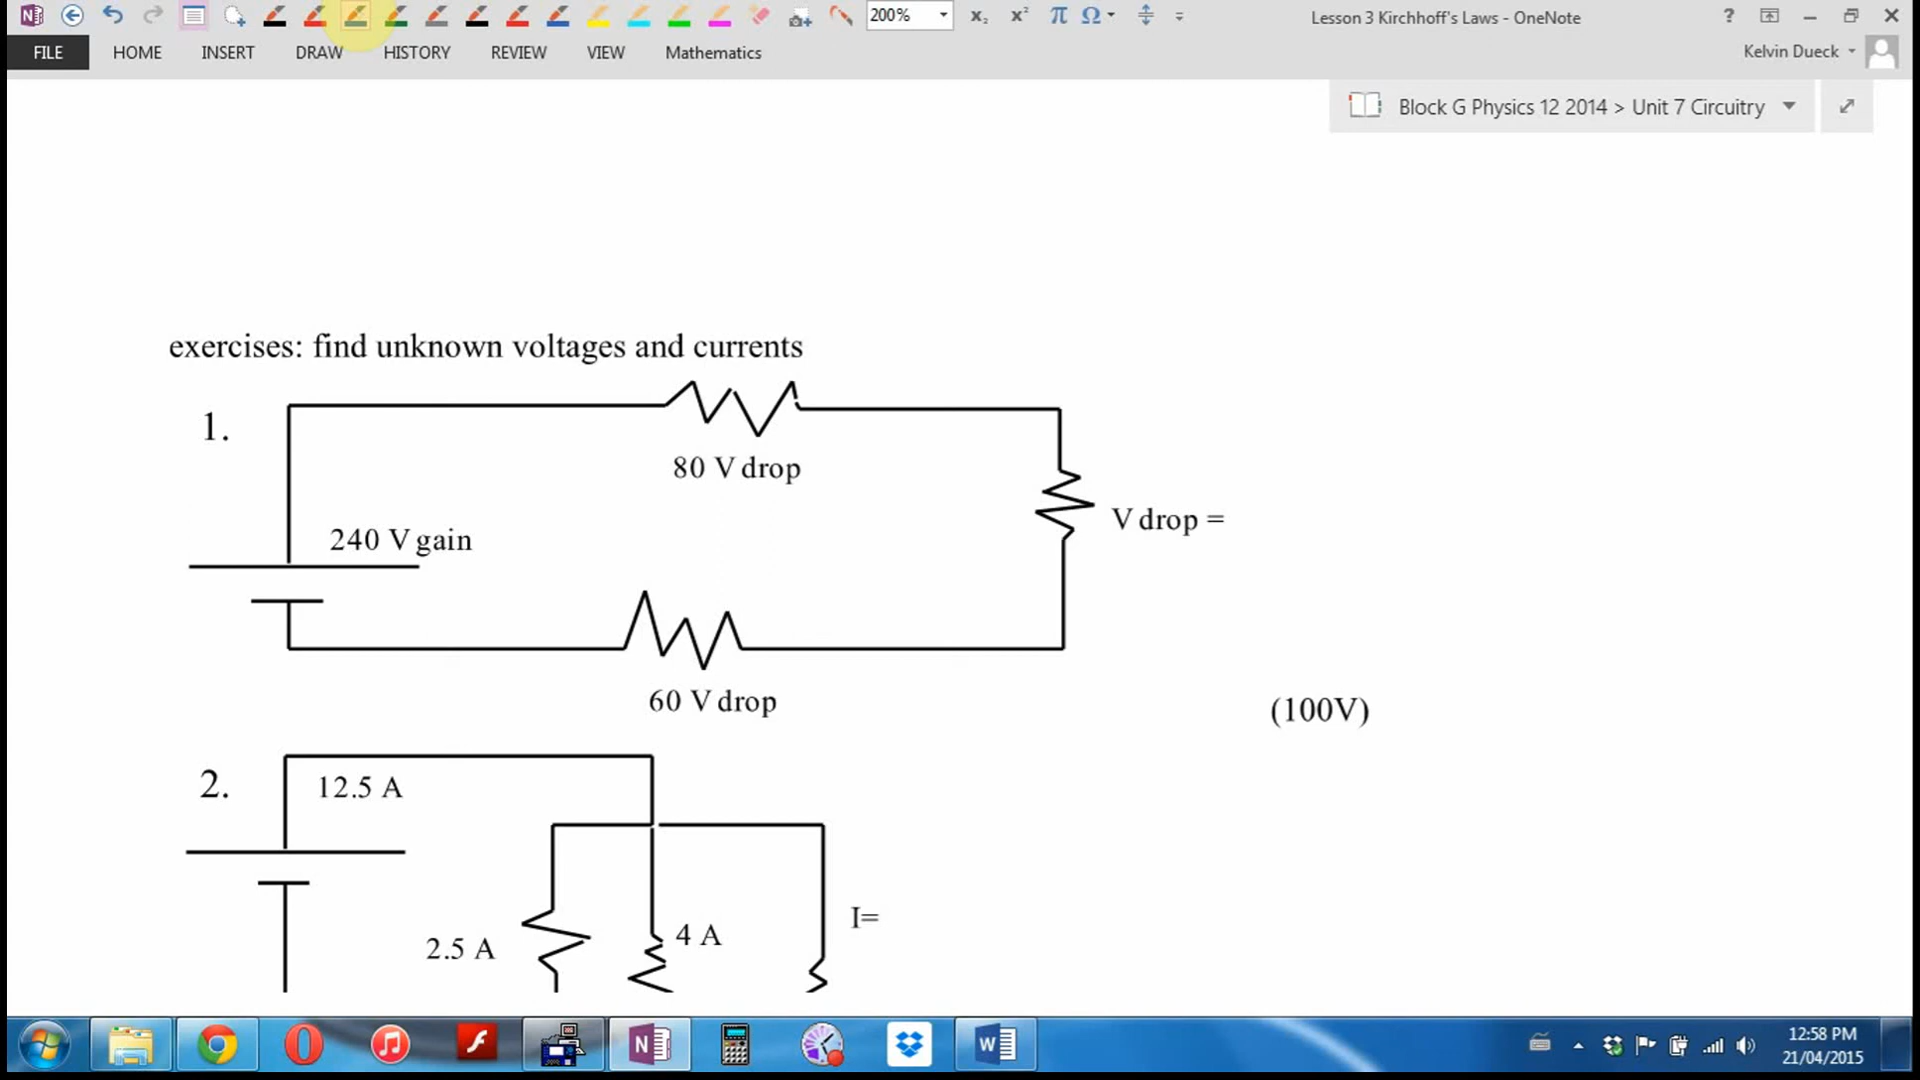 200%
x₂ x² π Ω
Lesson 3 Kirchhoff's Laws - OneNote
?
FILE HOME INSERT DRAW HISTORY REVIEW VIEW Mathematics
Kelvin Dueck
Block G Physics 12 2014 > Unit 7 Circuitry
exercises: find unknown voltages and currents
1.
80 V drop
V drop =
240 V gain
60 V drop
(100V)
2.
12.5 A
I=
4 A
2.5 A
12:58 PM
21/04/2015